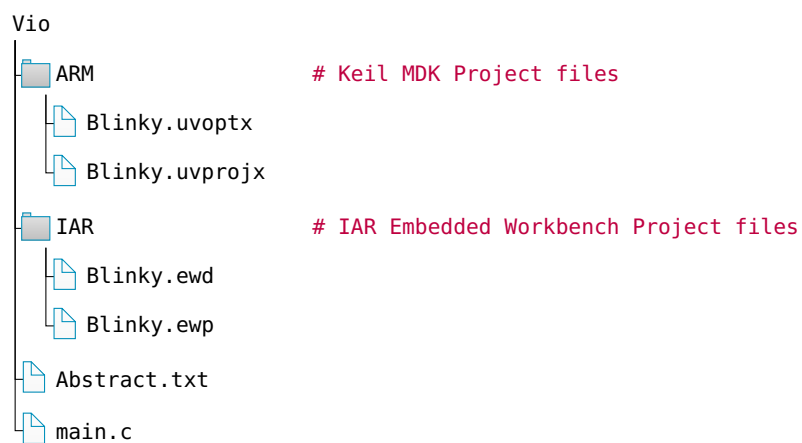 Vio
ARM # Keil MDK Project files
Blinky.uvoptx
Blinky.uvprojx
IAR # IAR Embedded Workbench Project files
Blinky.ewd
Blinky.ewp
Abstract.txt
main.c